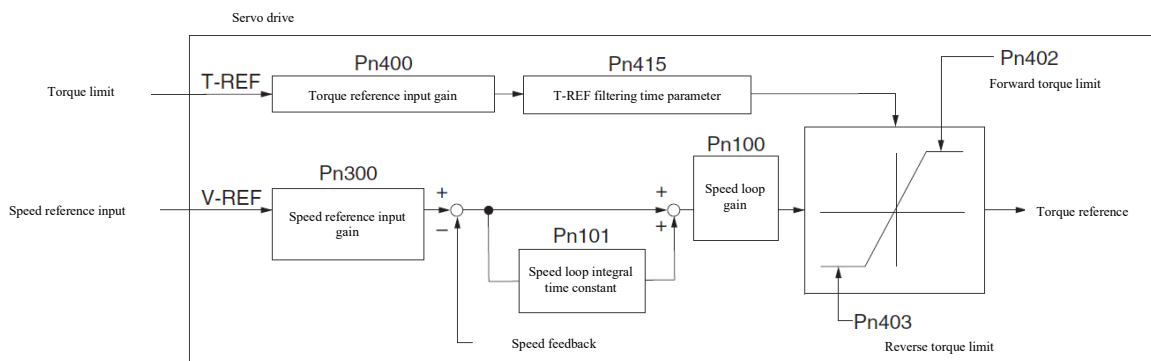 Servo drive
Pn400
Pn415
Pn402
Torque limit
T-REF
Torque reference input gain
T-REF filtering time parameter
Forward torque limit
Pn100
Pn300
Speed reference input
V-REF
Speed reference input
gain
+
−
+
+
Speed loop
gain
Torque reference
Pn101
Speed loop integral
time constant
Pn403
Speed feedback
Reverse torque limit